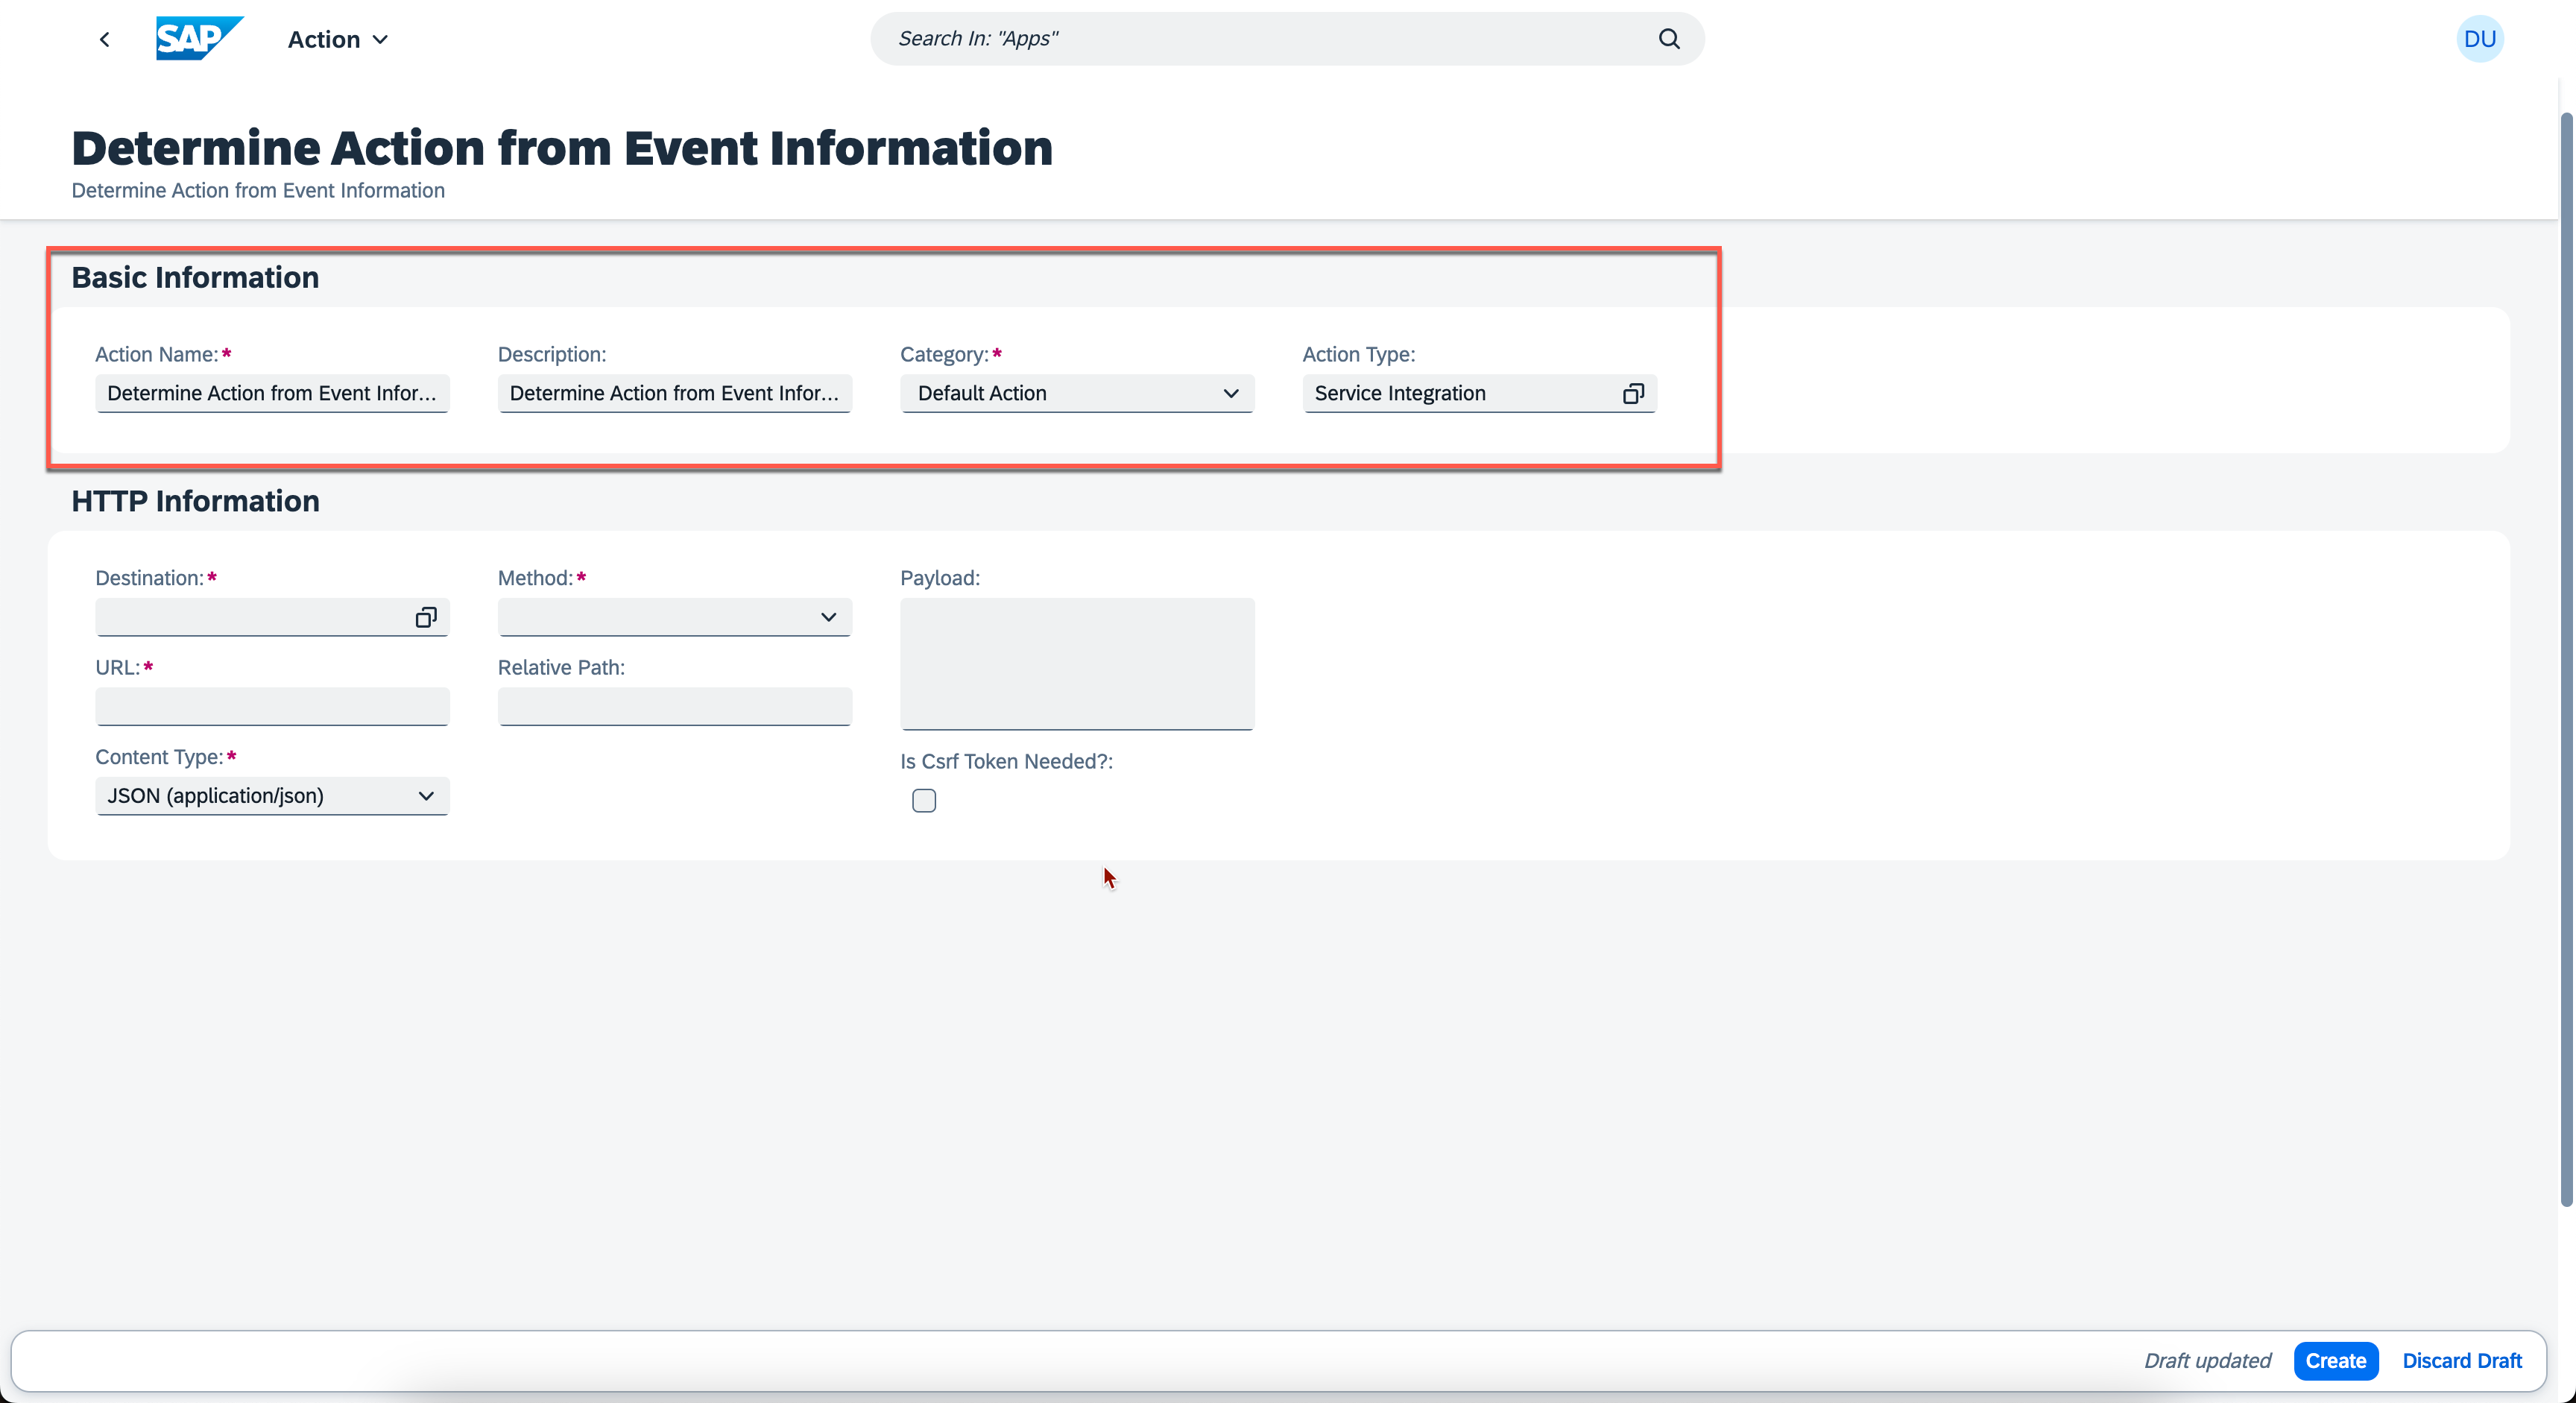 SAP Action Search In: "Apps" DU
Determine Action from Event Information
Determine Action from Event Information
Basic Information
Action Name:* Description: Category:* Action Type:
Determine Action from Event Infor... Determine Action from Event Infor... Default Action Service Integration
HTTP Information
Destination:* Method:* Payload:
URL:* Relative Path:
Content Type:* Is Csrf Token Needed?:
JSON (application/json)
Draft updated Create Discard Draft